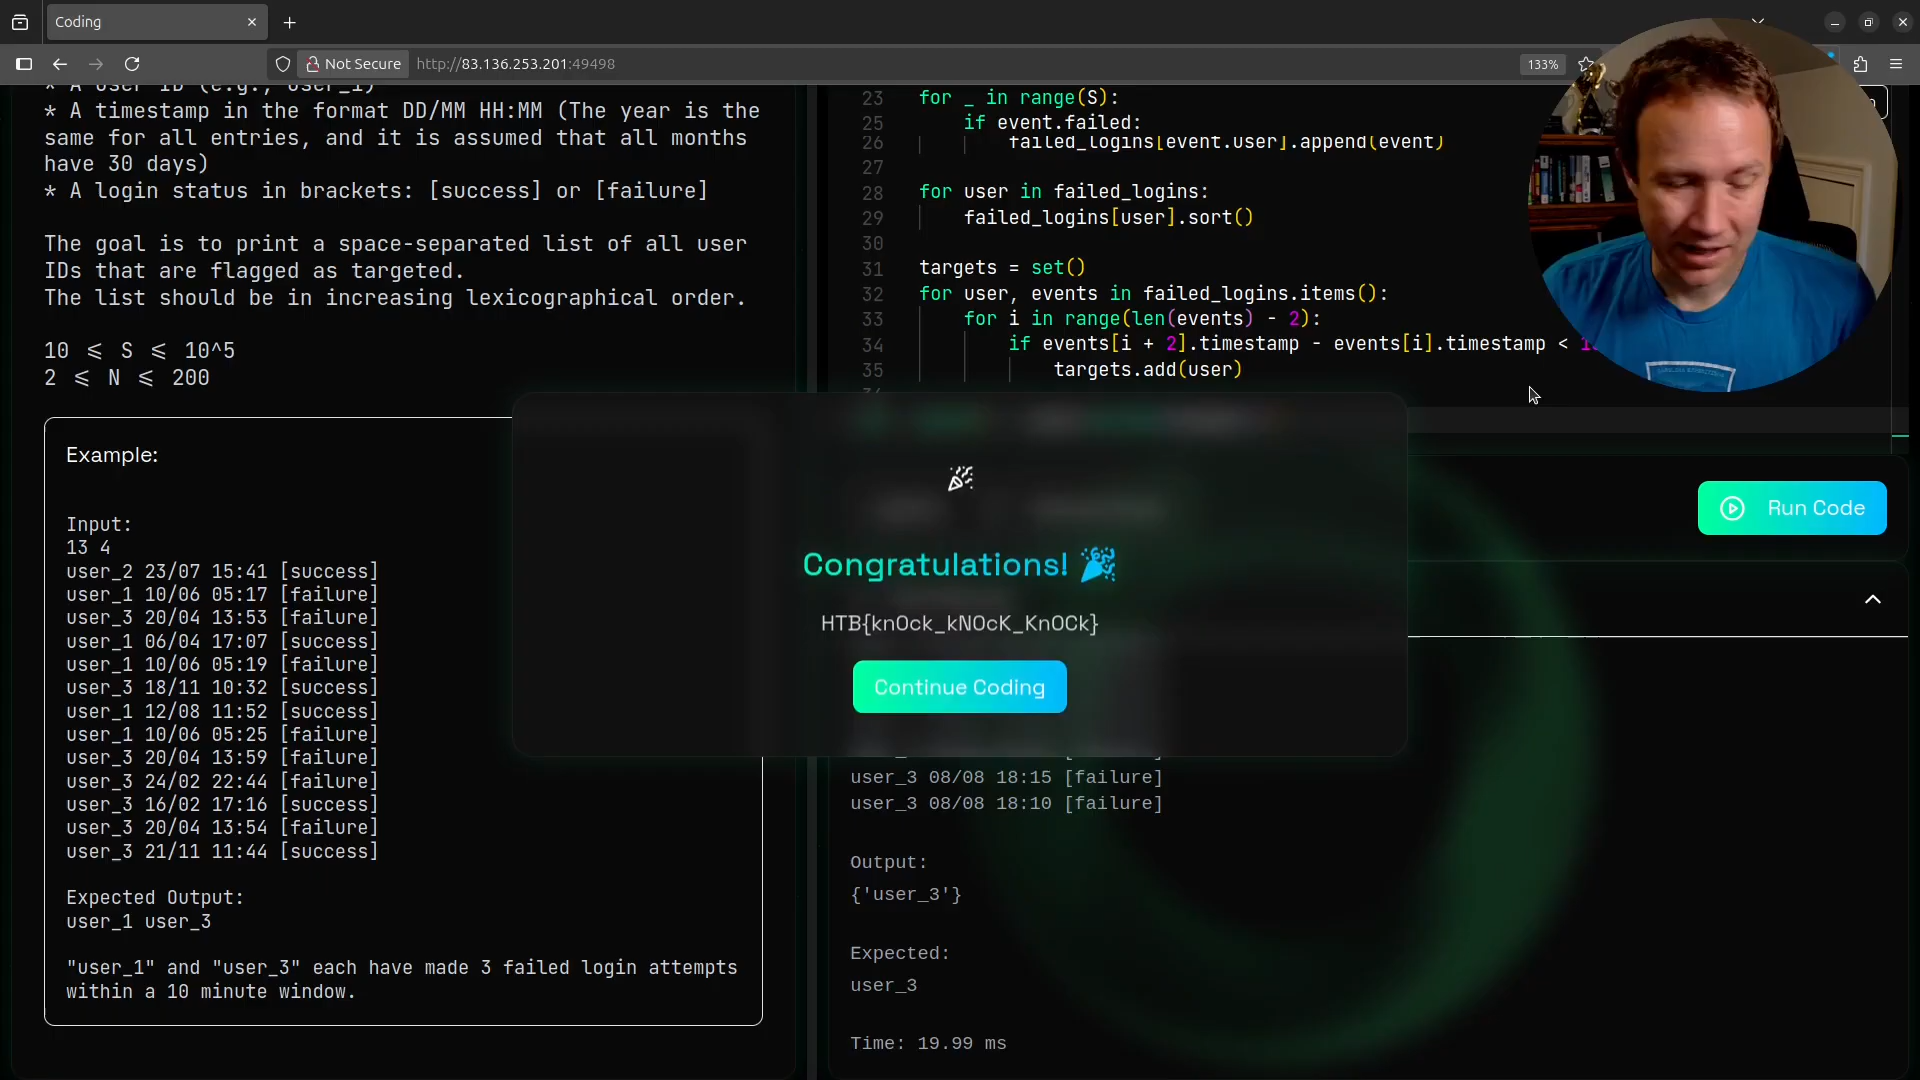 Coding
Not Secure
http://83.136.253.201:49498
133%
* A timestamp in the format DD/MM HH:MM (The year is the
same for all entries, and it is assumed that all months
have 30 days)
* A login status in brackets: [success] or [failure]
The goal is to print a space-separated list of all user
IDs that are flagged as targeted.
The list should be in increasing lexicographical order.
10 ⩽ S ⩽ 10^5
2 ⩽ N ⩽ 200
Example:
Input:
13 4
user_2 23/07 15:41 [success]
user_1 10/06 05:17 [failure]
user_3 20/04 13:53 [failure]
user_1 06/04 17:07 [success]
user_1 10/06 05:19 [failure]
user_3 18/11 10:32 [success]
user_1 12/08 11:52 [success]
user_1 10/06 05:25 [failure]
user_3 20/04 13:59 [failure]
user_3 24/02 22:44 [failure]
user_3 16/02 17:16 [success]
user_3 20/04 13:54 [failure]
user_3 21/11 11:44 [success]
Expected Output:
user_1 user_3
"user_1" and "user_3" each have made 3 failed login attempts
within a 10 minute window.
23 for _ in range(S):
25 if event.failed:
26 failed_logins[event.user].append(event)
27
28 for user in failed_logins:
29 failed_logins[user].sort()
30
31 targets = set()
32 for user, events in failed_logins.items():
33 for i in range(len(events) - 2):
34 if events[i + 2].timestamp - events[i].timestamp <
35 targets.add(user)
Run Code
Congratulations! 🎉
HTB{knOck_kNOcK_KnOCk}
Continue Coding
user_3 08/08 18:15 [failure]
user_3 08/08 18:10 [failure]
Output:
{'user_3'}
Expected:
user_3
Time: 19.99 ms